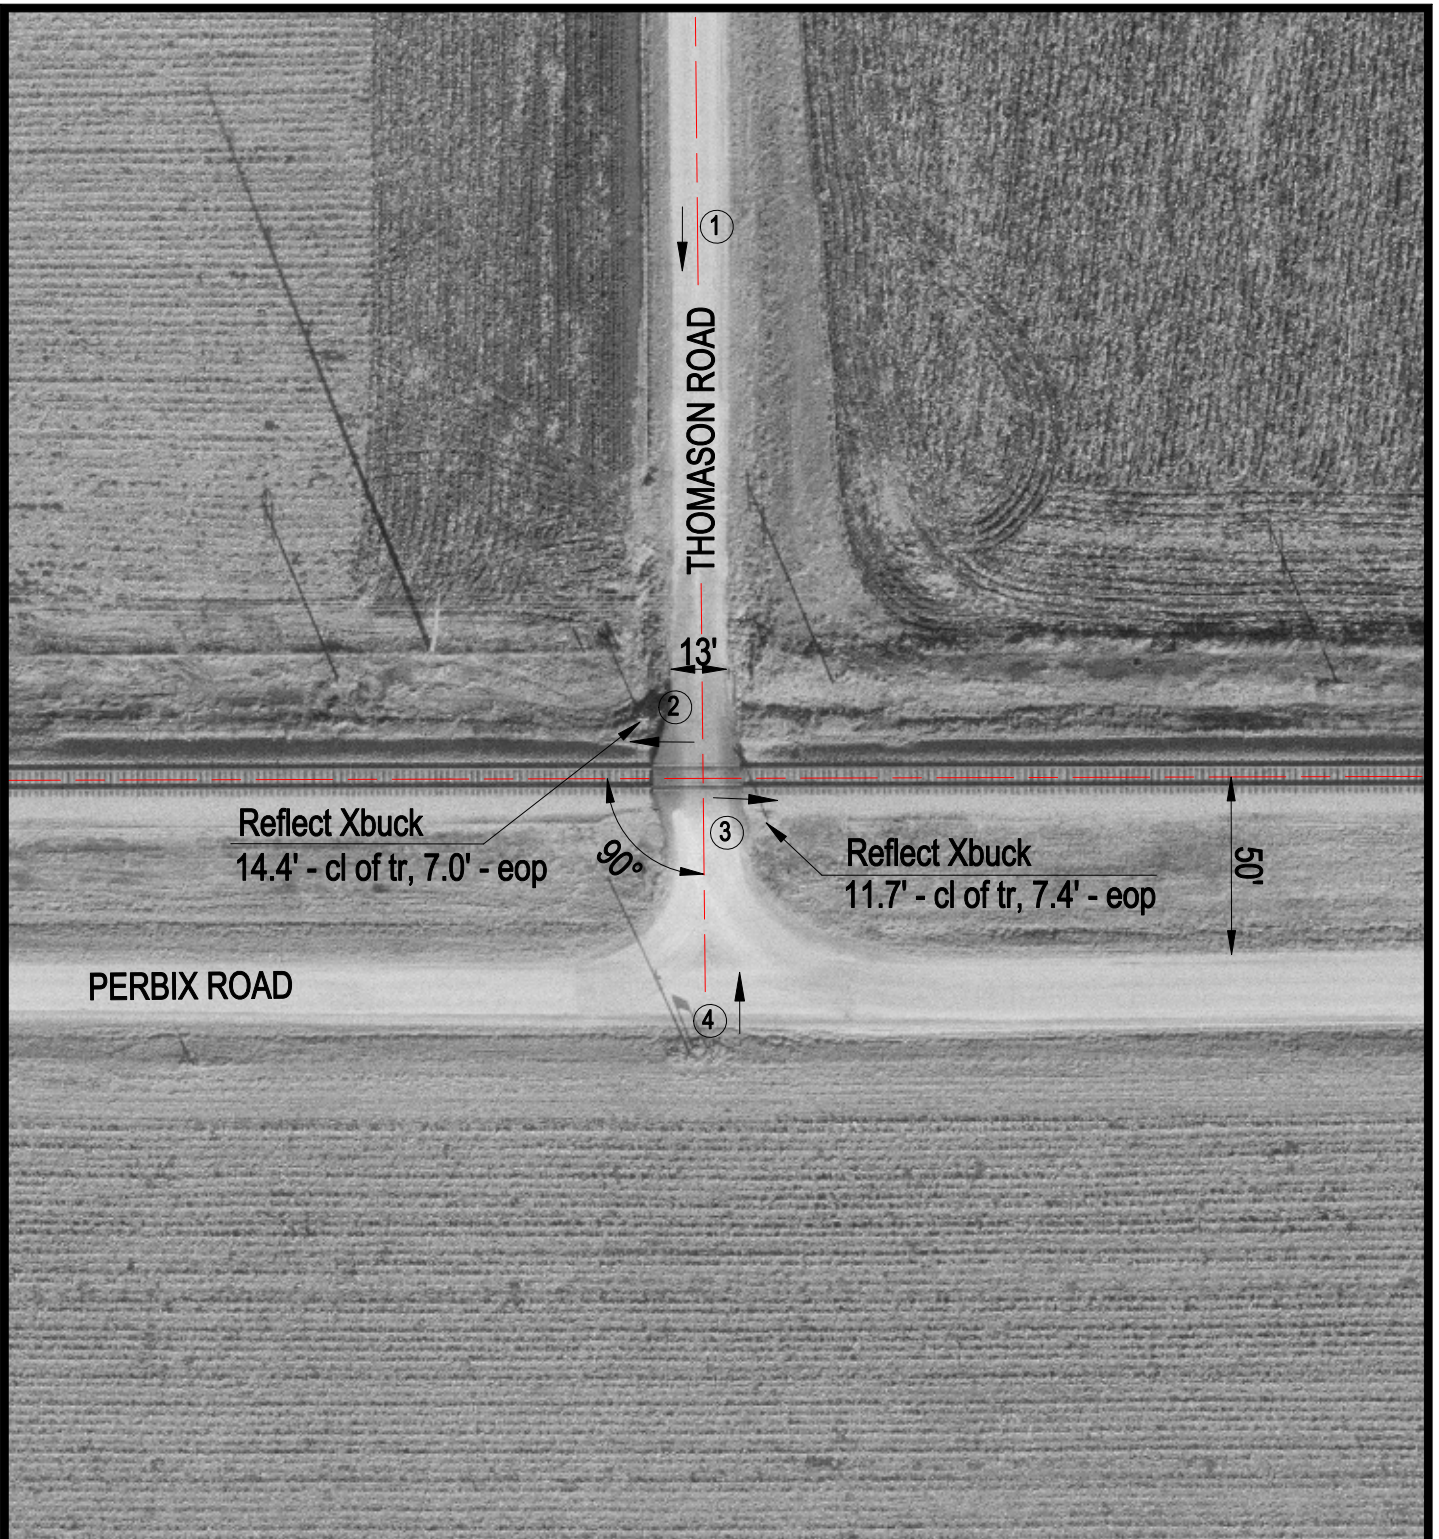 1
THOMASON ROAD
13'
2
Reflect Xbuck
14.4' - cl of tr, 7.0' - eop
90°
3
Reflect Xbuck
11.7' - cl of tr, 7.4' - eop
50'
PERBIX ROAD
4